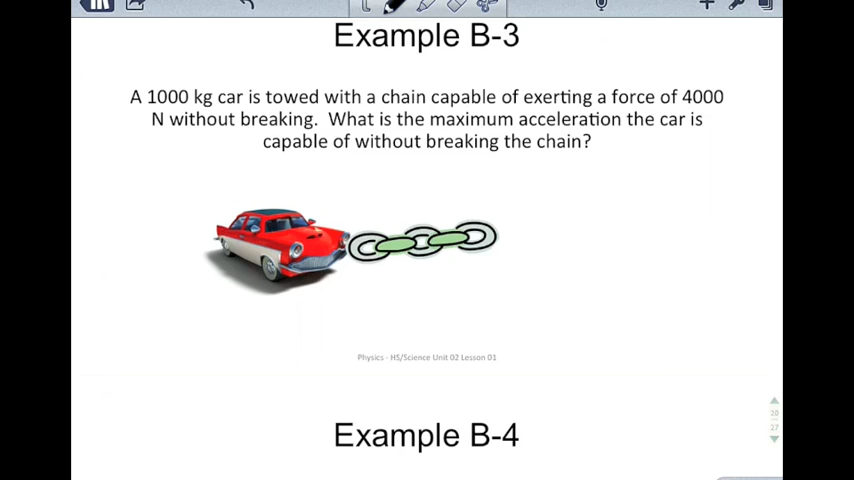 Example B-3
A 1000 kg car is towed with a chain capable of exerting a force of 4000
N without breaking.  What is the maximum acceleration the car is
capable of without breaking the chain?
Physics - HS/Science Unit 02 Lesson 01
20
27
Example B-4